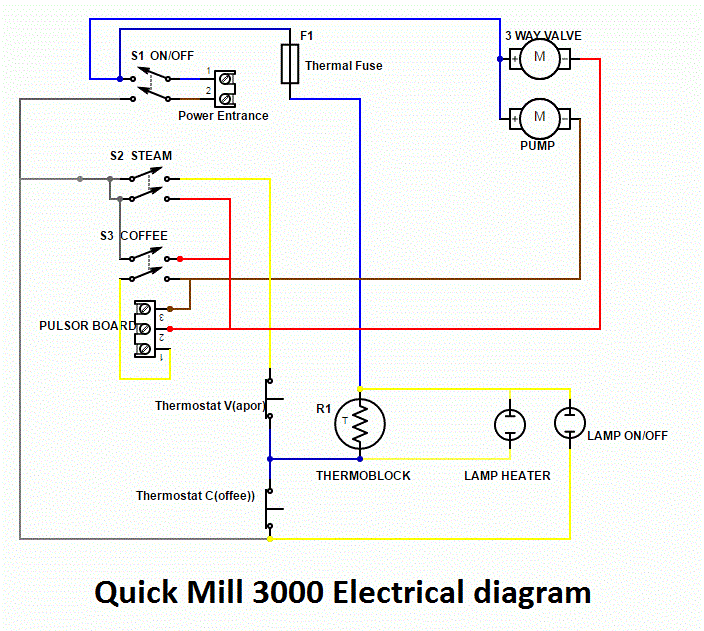 F1
3 WAY VALVE
S1 ON/OFF
M
+
-
Thermal Fuse
1
2
Power Entrance
M
+
-
PUMP
S2 STEAM
S3 COFFEE
3
PULSOR BOARD
2
1
Thermostat V(apor)
R1
T
LAMP ON/OFF
THERMOBLOCK
LAMP HEATER
Thermostat C(offee))
Quick Mill 3000 Electrical diagram